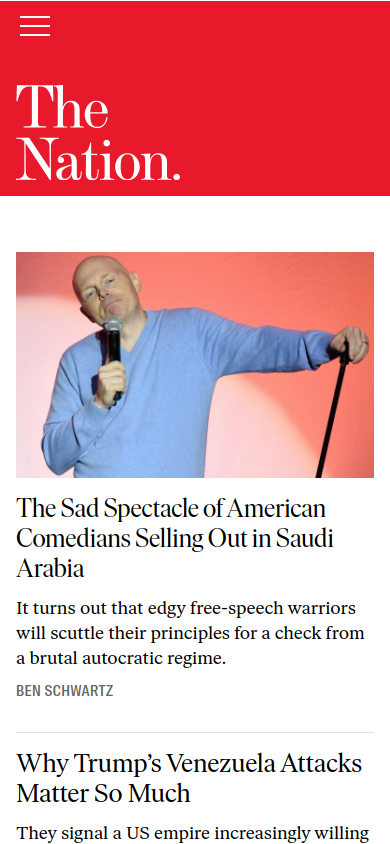 The
Nation.
The Sad Spectacle of American
Comedians Selling Out in Saudi
Arabia
It turns out that edgy free-speech warriors
will scuttle their principles for a check from
a brutal autocratic regime.
BEN SCHWARTZ
Why Trump’s Venezuela Attacks
Matter So Much
They signal a US empire increasingly willing